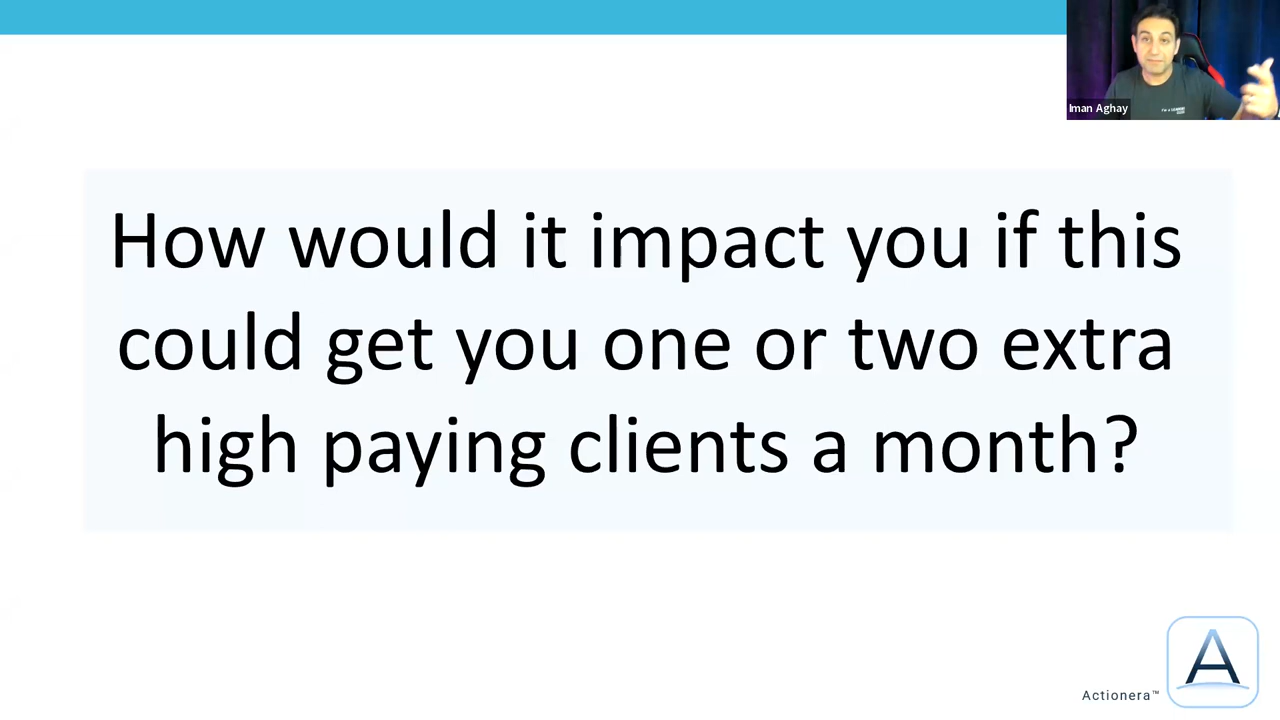 Iman Aghay
How would it impact you if this
could get you one or two extra
high paying clients a month?
Actionera™
A